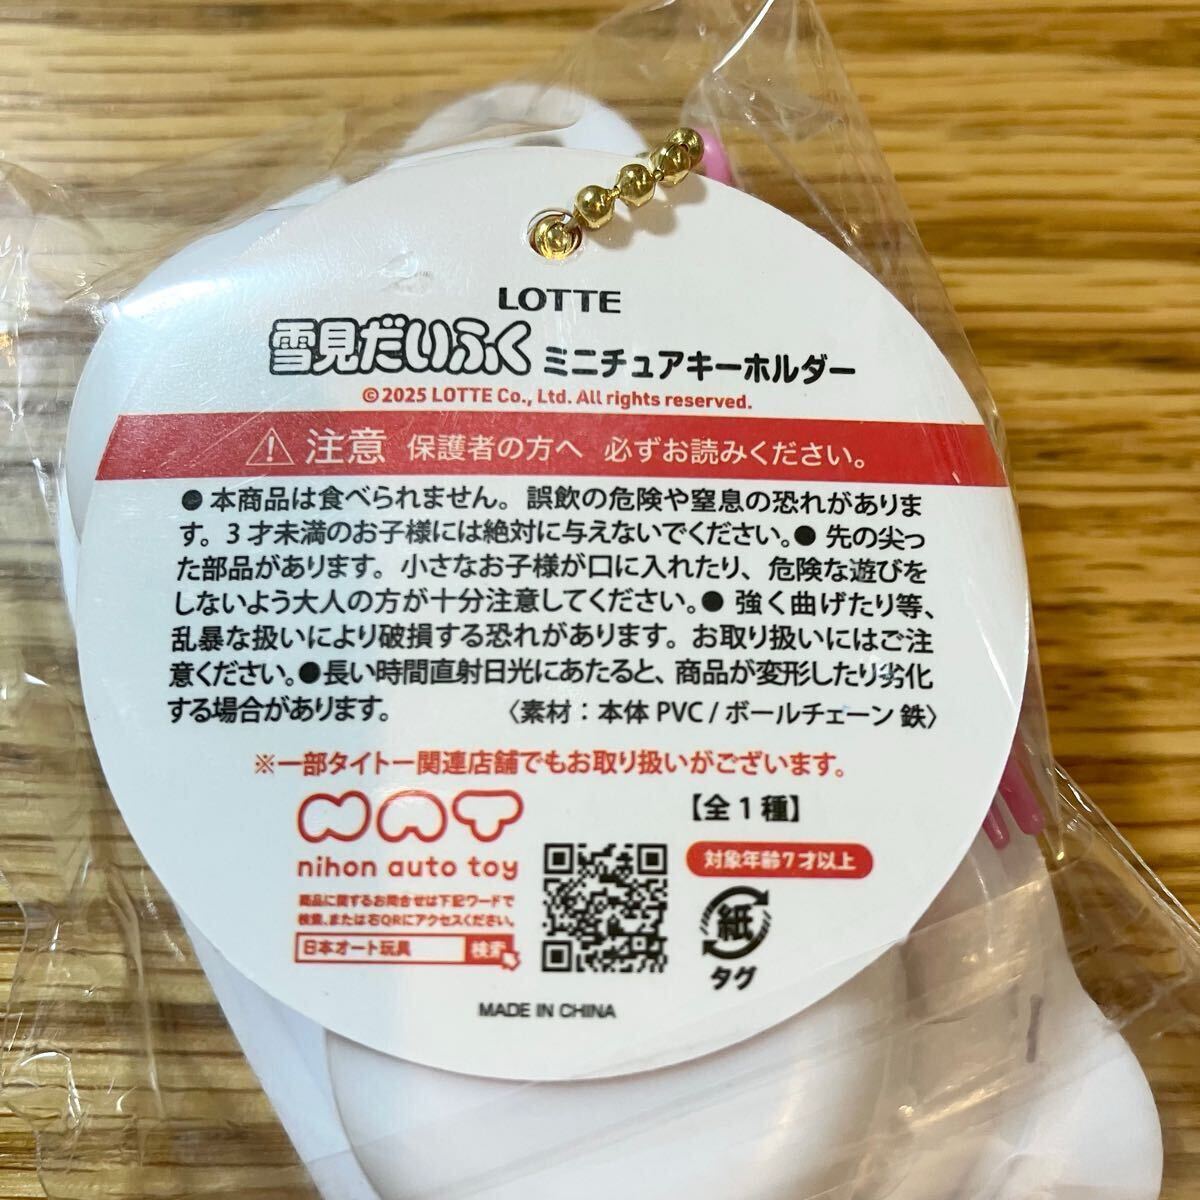 LOTTE
雪見だいふく ミニチュアキーホルダー
©2025 LOTTE Co., Ltd. All rights reserved.
注意 保護者の方へ 必ずお読みください。
●本商品は食べられません。誤飲の危険や窒息の恐れがありま
す。3才未満のお子様には絶対に与えないでください。●先の尖っ
た部品があります。小さなお子様が口に入れたり、危険な遊びを
しないよう大人の方が十分注意してください。●強く曲げたり等、
乱暴な扱いにより破損する恐れがあります。お取り扱いにはご注
意ください。●長い時間直射日光にあたると、商品が変形したり劣化
する場合があります。 〈素材：本体 PVC / ボールチェーン 鉄〉
※一部タイトー関連店舗でもお取り扱いがございます。
NAT
nihon auto toy
商品に関するお問合せは下記ワードで
検索、または右QRにアクセスください。
日本オート玩具 検索
【全1種】
対象年齢7才以上
紙
タグ
MADE IN CHINA